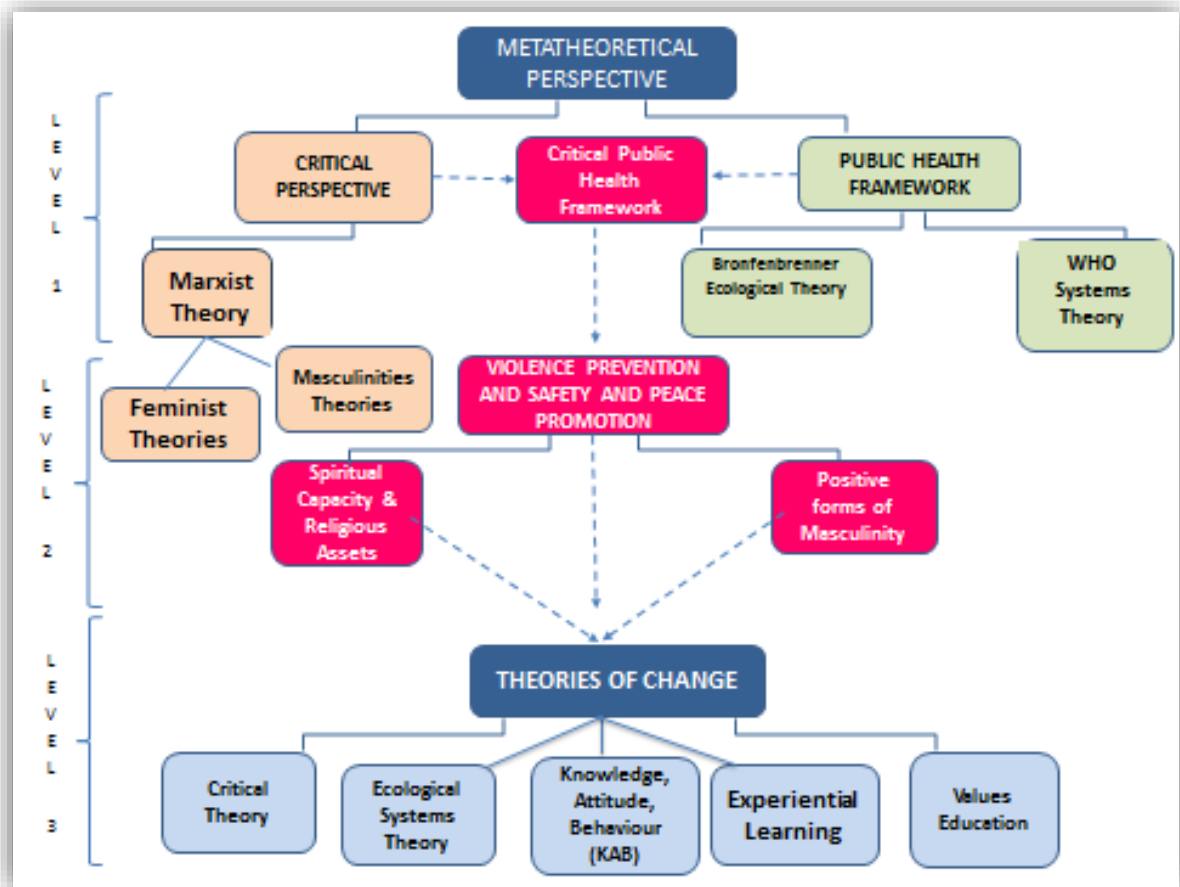 METATHEORETICAL
PERSPECTIVE
L
E
V
E
L
1
CRITICAL
PERSPECTIVE
Critical Public
Health
Framework
PUBLIC HEALTH
FRAMEWORK
Marxist
Theory
Bronfenbrenner
Ecological Theory
WHO
Systems
Theory
L
E
V
E
L
2
Feminist
Theories
Masculinities
Theories
VIOLENCE PREVENTION
AND SAFETY AND PEACE
PROMOTION
Spiritual
Capacity &
Religious
Assets
Positive
forms of
Masculinity
L
E
V
E
L
3
THEORIES OF CHANGE
Critical
Theory
Ecological
Systems
Theory
Knowledge,
Attitude,
Behaviour
(KAB)
Experiential
Learning
Values
Education